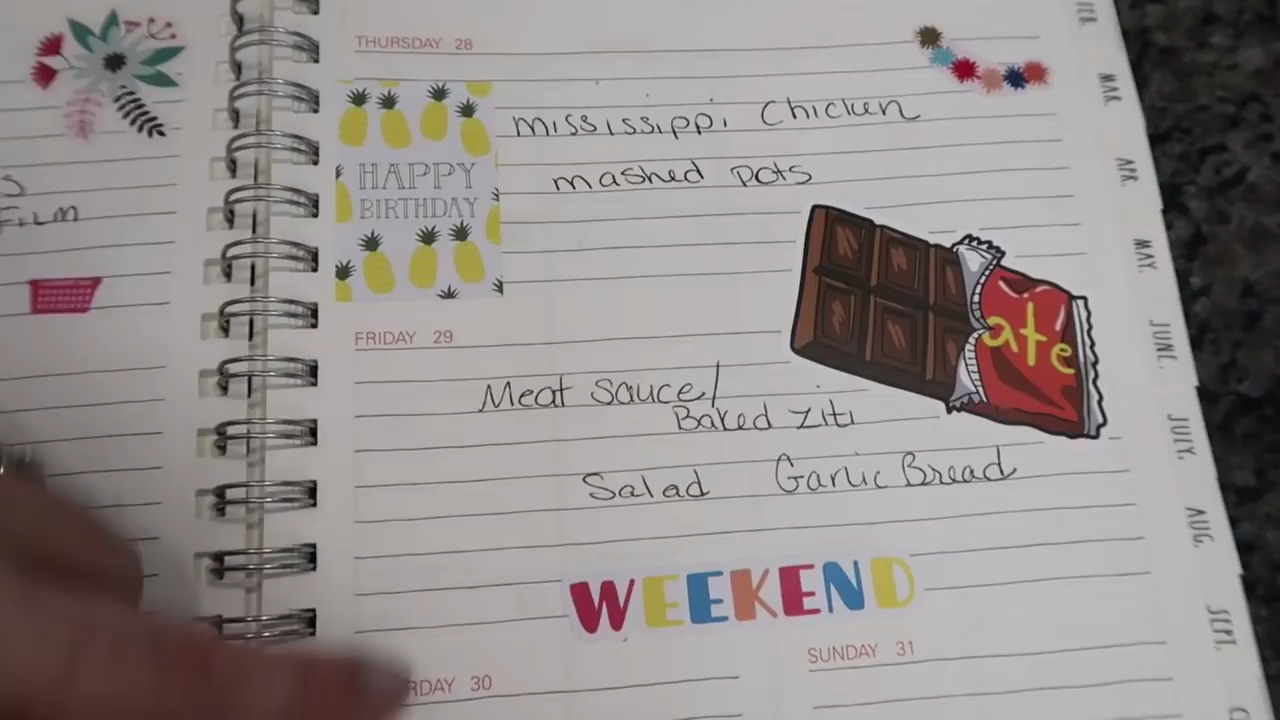 S
FILM
THURSDAY 28
HAPPY
BIRTHDAY
mississippi Chicken
mashed pots
FRIDAY 29
ate
Meat Sauce/
Baked Ziti
Salad Garlic Bread
WEEKEND
RDAY 30
SUNDAY 31
FEB.
MAR.
APR.
MAY.
JUNE.
JULY.
AUG.
SEPT.